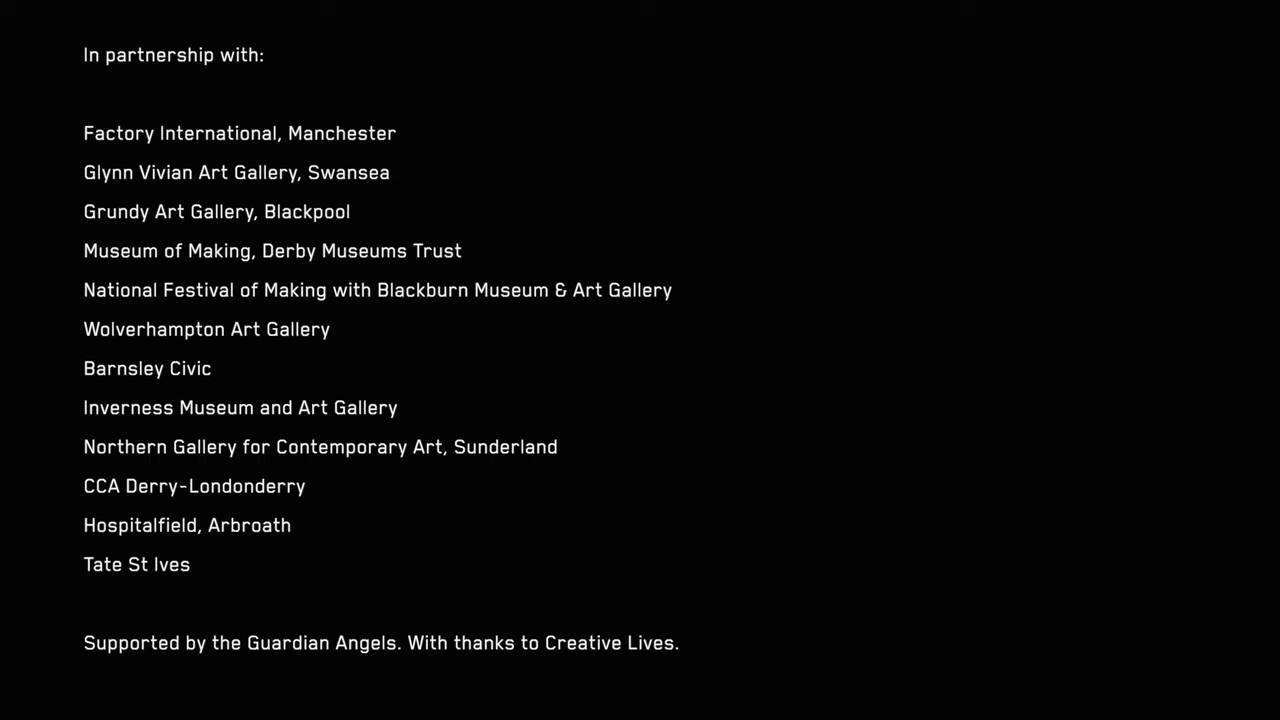 In partnership with:
Factory International, Manchester
Glynn Vivian Art Gallery, Swansea
Grundy Art Gallery, Blackpool
Museum of Making, Derby Museums Trust
National Festival of Making with Blackburn Museum & Art Gallery
Wolverhampton Art Gallery
Barnsley Civic
Inverness Museum and Art Gallery
Northern Gallery for Contemporary Art, Sunderland
CCA Derry-Londonderry
Hospitalfield, Arbroath
Tate St Ives
Supported by the Guardian Angels. With thanks to Creative Lives.